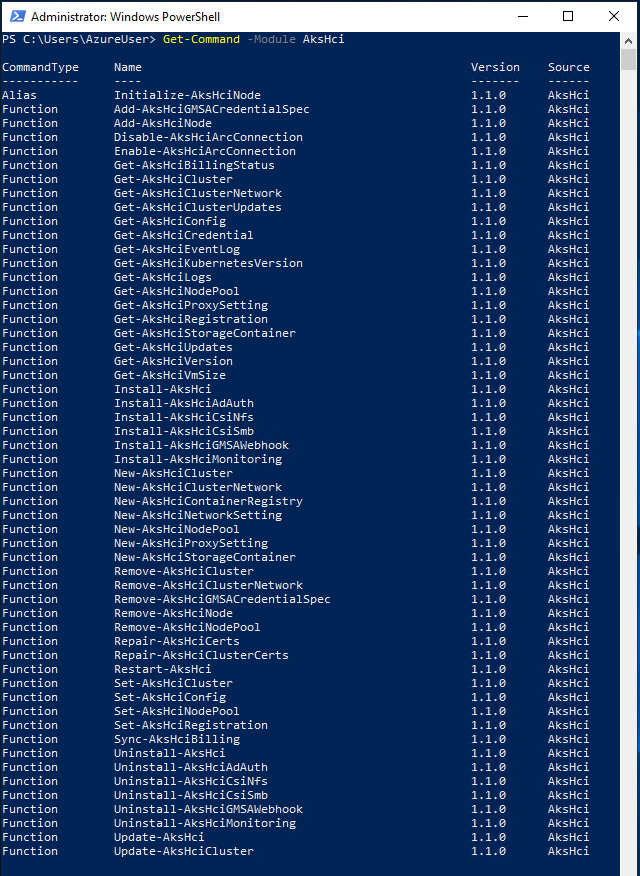 Administrator: Windows PowerShell
PS C:\Users\AzureUser> Get-Command -Module AksHci
CommandType     Name                                               Version    Source
-----------     ----                                               -------    ------
Alias           Initialize-AksHciNode                              1.1.0      AksHci
Function        Add-AksHciGMSACredentialSpec                       1.1.0      AksHci
Function        Add-AksHciNode                                     1.1.0      AksHci
Function        Disable-AksHciArcConnection                        1.1.0      AksHci
Function        Enable-AksHciArcConnection                         1.1.0      AksHci
Function        Get-AksHciBillingStatus                            1.1.0      AksHci
Function        Get-AksHciCluster                                  1.1.0      AksHci
Function        Get-AksHciClusterNetwork                           1.1.0      AksHci
Function        Get-AksHciClusterUpdates                           1.1.0      AksHci
Function        Get-AksHciConfig                                   1.1.0      AksHci
Function        Get-AksHciCredential                               1.1.0      AksHci
Function        Get-AksHciEventLog                                 1.1.0      AksHci
Function        Get-AksHciKubernetesVersion                        1.1.0      AksHci
Function        Get-AksHciLogs                                     1.1.0      AksHci
Function        Get-AksHciNodePool                                 1.1.0      AksHci
Function        Get-AksHciProxySetting                             1.1.0      AksHci
Function        Get-AksHciRegistration                             1.1.0      AksHci
Function        Get-AksHciStorageContainer                         1.1.0      AksHci
Function        Get-AksHciUpdates                                  1.1.0      AksHci
Function        Get-AksHciVersion                                  1.1.0      AksHci
Function        Get-AksHciVmSize                                   1.1.0      AksHci
Function        Install-AksHci                                     1.1.0      AksHci
Function        Install-AksHciAdAuth                               1.1.0      AksHci
Function        Install-AksHciCsiNfs                               1.1.0      AksHci
Function        Install-AksHciCsiSmb                               1.1.0      AksHci
Function        Install-AksHciGMSAWebhook                          1.1.0      AksHci
Function        Install-AksHciMonitoring                           1.1.0      AksHci
Function        New-AksHciCluster                                  1.1.0      AksHci
Function        New-AksHciClusterNetwork                           1.1.0      AksHci
Function        New-AksHciContainerRegistry                        1.1.0      AksHci
Function        New-AksHciNetworkSetting                           1.1.0      AksHci
Function        New-AksHciNodePool                                 1.1.0      AksHci
Function        New-AksHciProxySetting                             1.1.0      AksHci
Function        New-AksHciStorageContainer                         1.1.0      AksHci
Function        Remove-AksHciCluster                               1.1.0      AksHci
Function        Remove-AksHciClusterNetwork                        1.1.0      AksHci
Function        Remove-AksHciGMSACredentialSpec                    1.1.0      AksHci
Function        Remove-AksHciNode                                  1.1.0      AksHci
Function        Remove-AksHciNodePool                              1.1.0      AksHci
Function        Repair-AksHciCerts                                 1.1.0      AksHci
Function        Repair-AksHciClusterCerts                          1.1.0      AksHci
Function        Restart-AksHci                                     1.1.0      AksHci
Function        Set-AksHciCluster                                  1.1.0      AksHci
Function        Set-AksHciConfig                                   1.1.0      AksHci
Function        Set-AksHciNodePool                                 1.1.0      AksHci
Function        Set-AksHciRegistration                             1.1.0      AksHci
Function        Sync-AksHciBilling                                 1.1.0      AksHci
Function        Uninstall-AksHci                                   1.1.0      AksHci
Function        Uninstall-AksHciAdAuth                             1.1.0      AksHci
Function        Uninstall-AksHciCsiNfs                             1.1.0      AksHci
Function        Uninstall-AksHciCsiSmb                             1.1.0      AksHci
Function        Uninstall-AksHciGMSAWebhook                        1.1.0      AksHci
Function        Uninstall-AksHciMonitoring                         1.1.0      AksHci
Function        Update-AksHci                                      1.1.0      AksHci
Function        Update-AksHciCluster                               1.1.0      AksHci